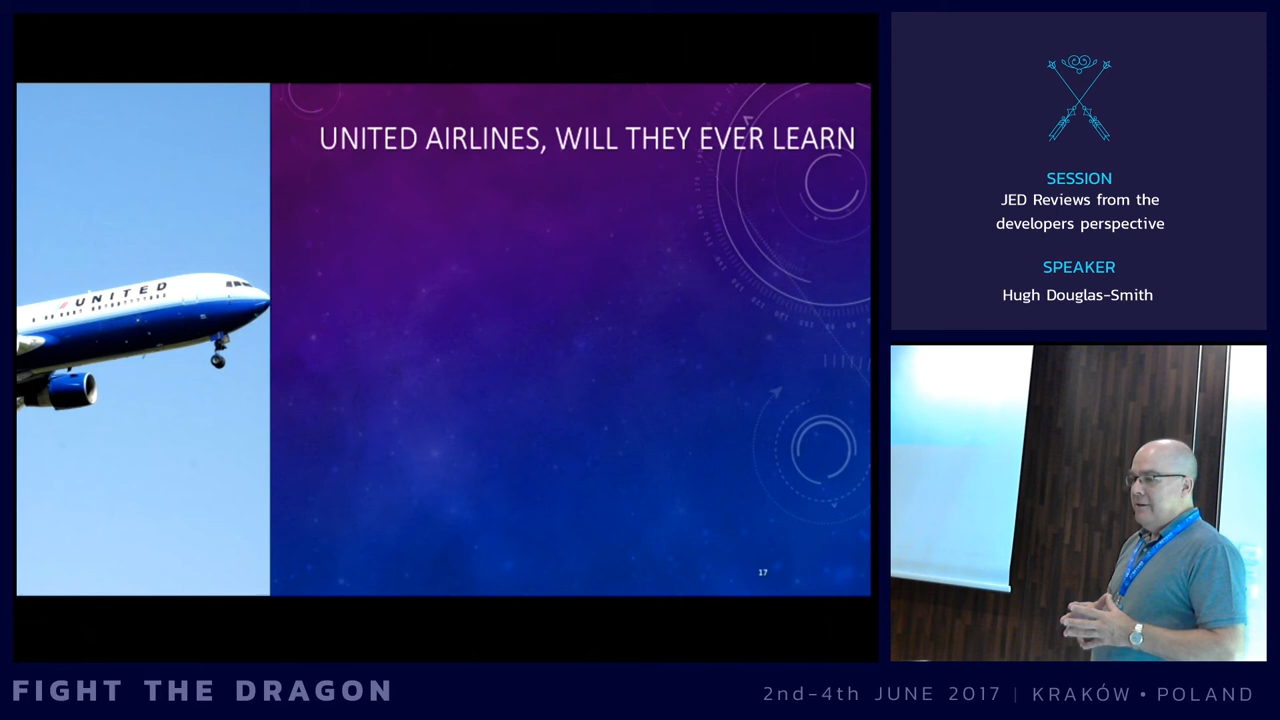 UNITED AIRLINES, WILL THEY EVER LEARN
UNITED
17
SESSION
JED Reviews from the
developers perspective
SPEAKER
Hugh Douglas-Smith
FIGHT THE DRAGON
2nd-4th JUNE 2017 | KRAKÓW • POLAND